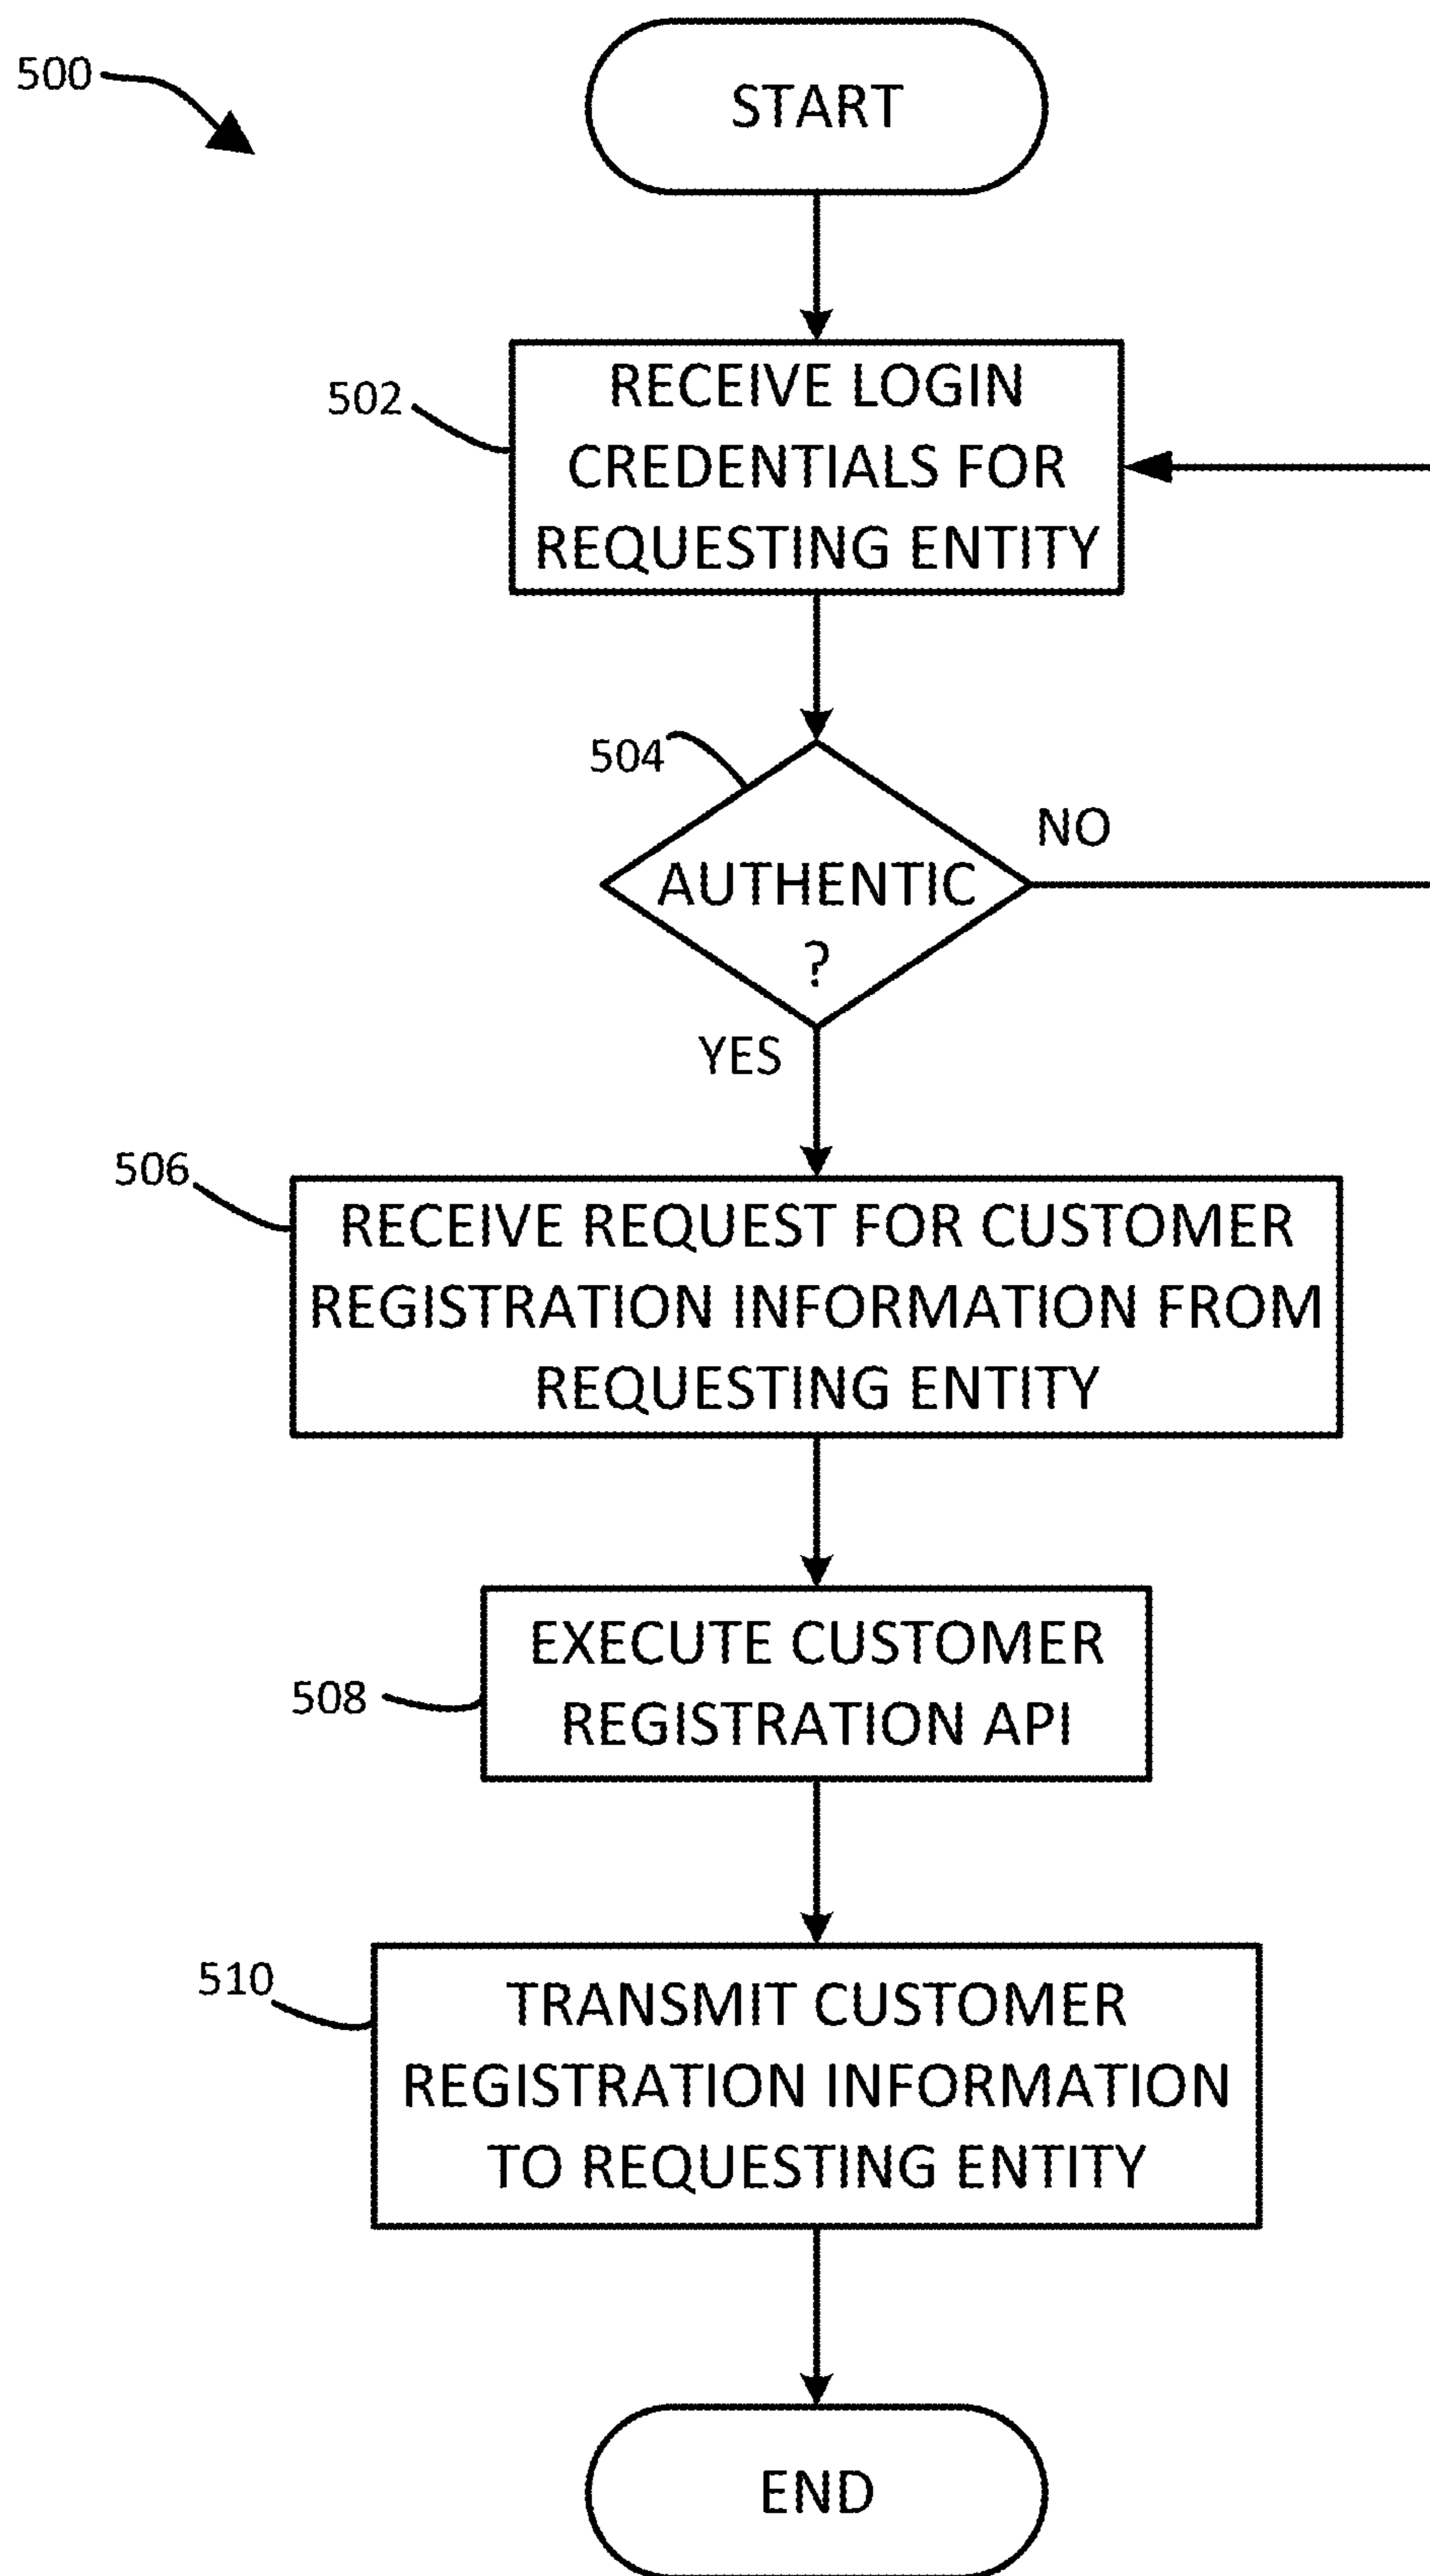 500
START
502
RECEIVE LOGIN
CREDENTIALS FOR
REQUESTING ENTITY
504
AUTHENTIC
?
NO
YES
506
RECEIVE REQUEST FOR CUSTOMER
REGISTRATION INFORMATION FROM
REQUESTING ENTITY
508
EXECUTE CUSTOMER
REGISTRATION API
510
TRANSMIT CUSTOMER
REGISTRATION INFORMATION
TO REQUESTING ENTITY
END